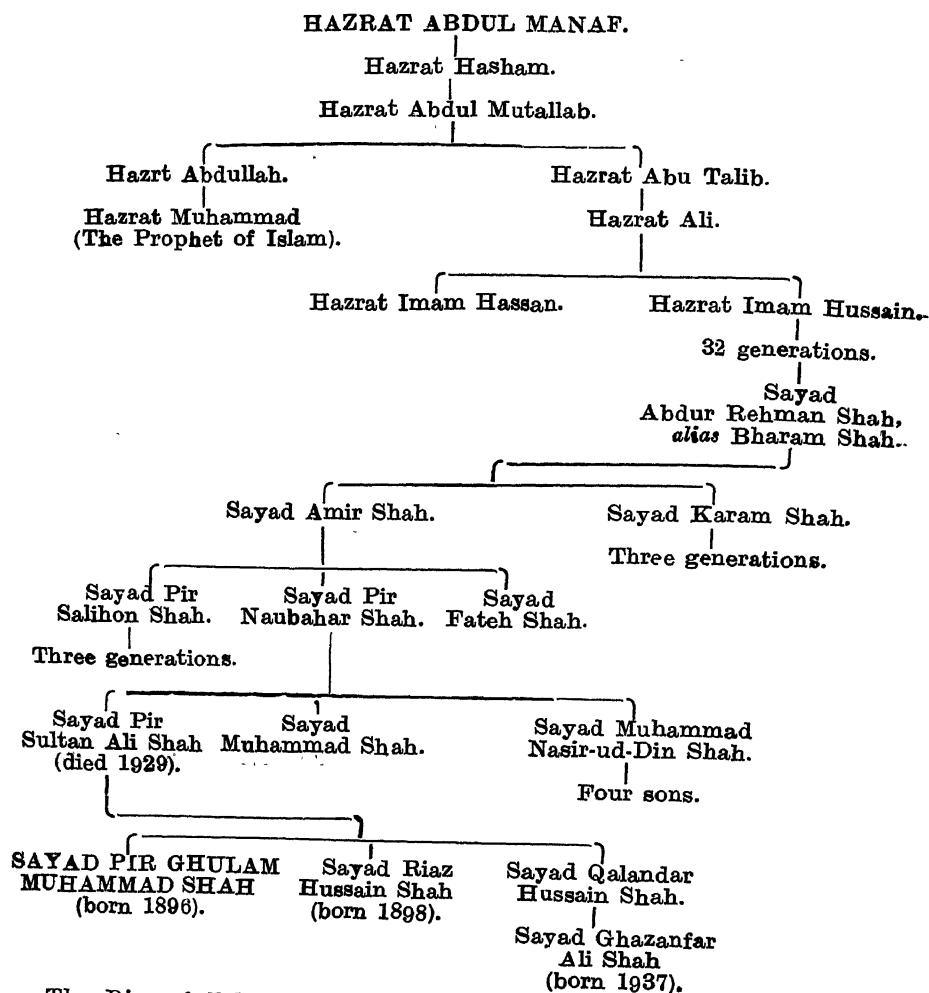 HAZRAT ABDUL MANAF.
Hazrat Hasham.
Hazrat Abdul Mutallab.
Hazrt Abdullah.
Hazrat Abu Talib.
Hazrat Muhammad
(The Prophet of Islam).
Hazrat Ali.
Hazrat Imam Hassan.
Hazrat Imam Hussain.
32 generations.
Sayad
Abdur Rehman Shah,
alias Bharam Shah.
Sayad Amir Shah.
Sayad Karam Shah.
Three generations.
Sayad Pir
Salihon Shah.
Sayad Pir
Naubahar Shah.
Sayad
Fateh Shah.
Three generations.
Sayad Pir
Sultan Ali Shah
(died 1929).
Sayad
Muhammad Shah.
Sayad Muhammad
Nasir-ud-Din Shah.
Four sons.
SAYAD PIR GHULAM
MUHAMMAD SHAH
(born 1896).
Sayad Riaz
Hussain Shah
(born 1898).
Sayad Qalandar
Hussain Shah.
Sayad Ghazanfar
Ali Shah
(born 1937).